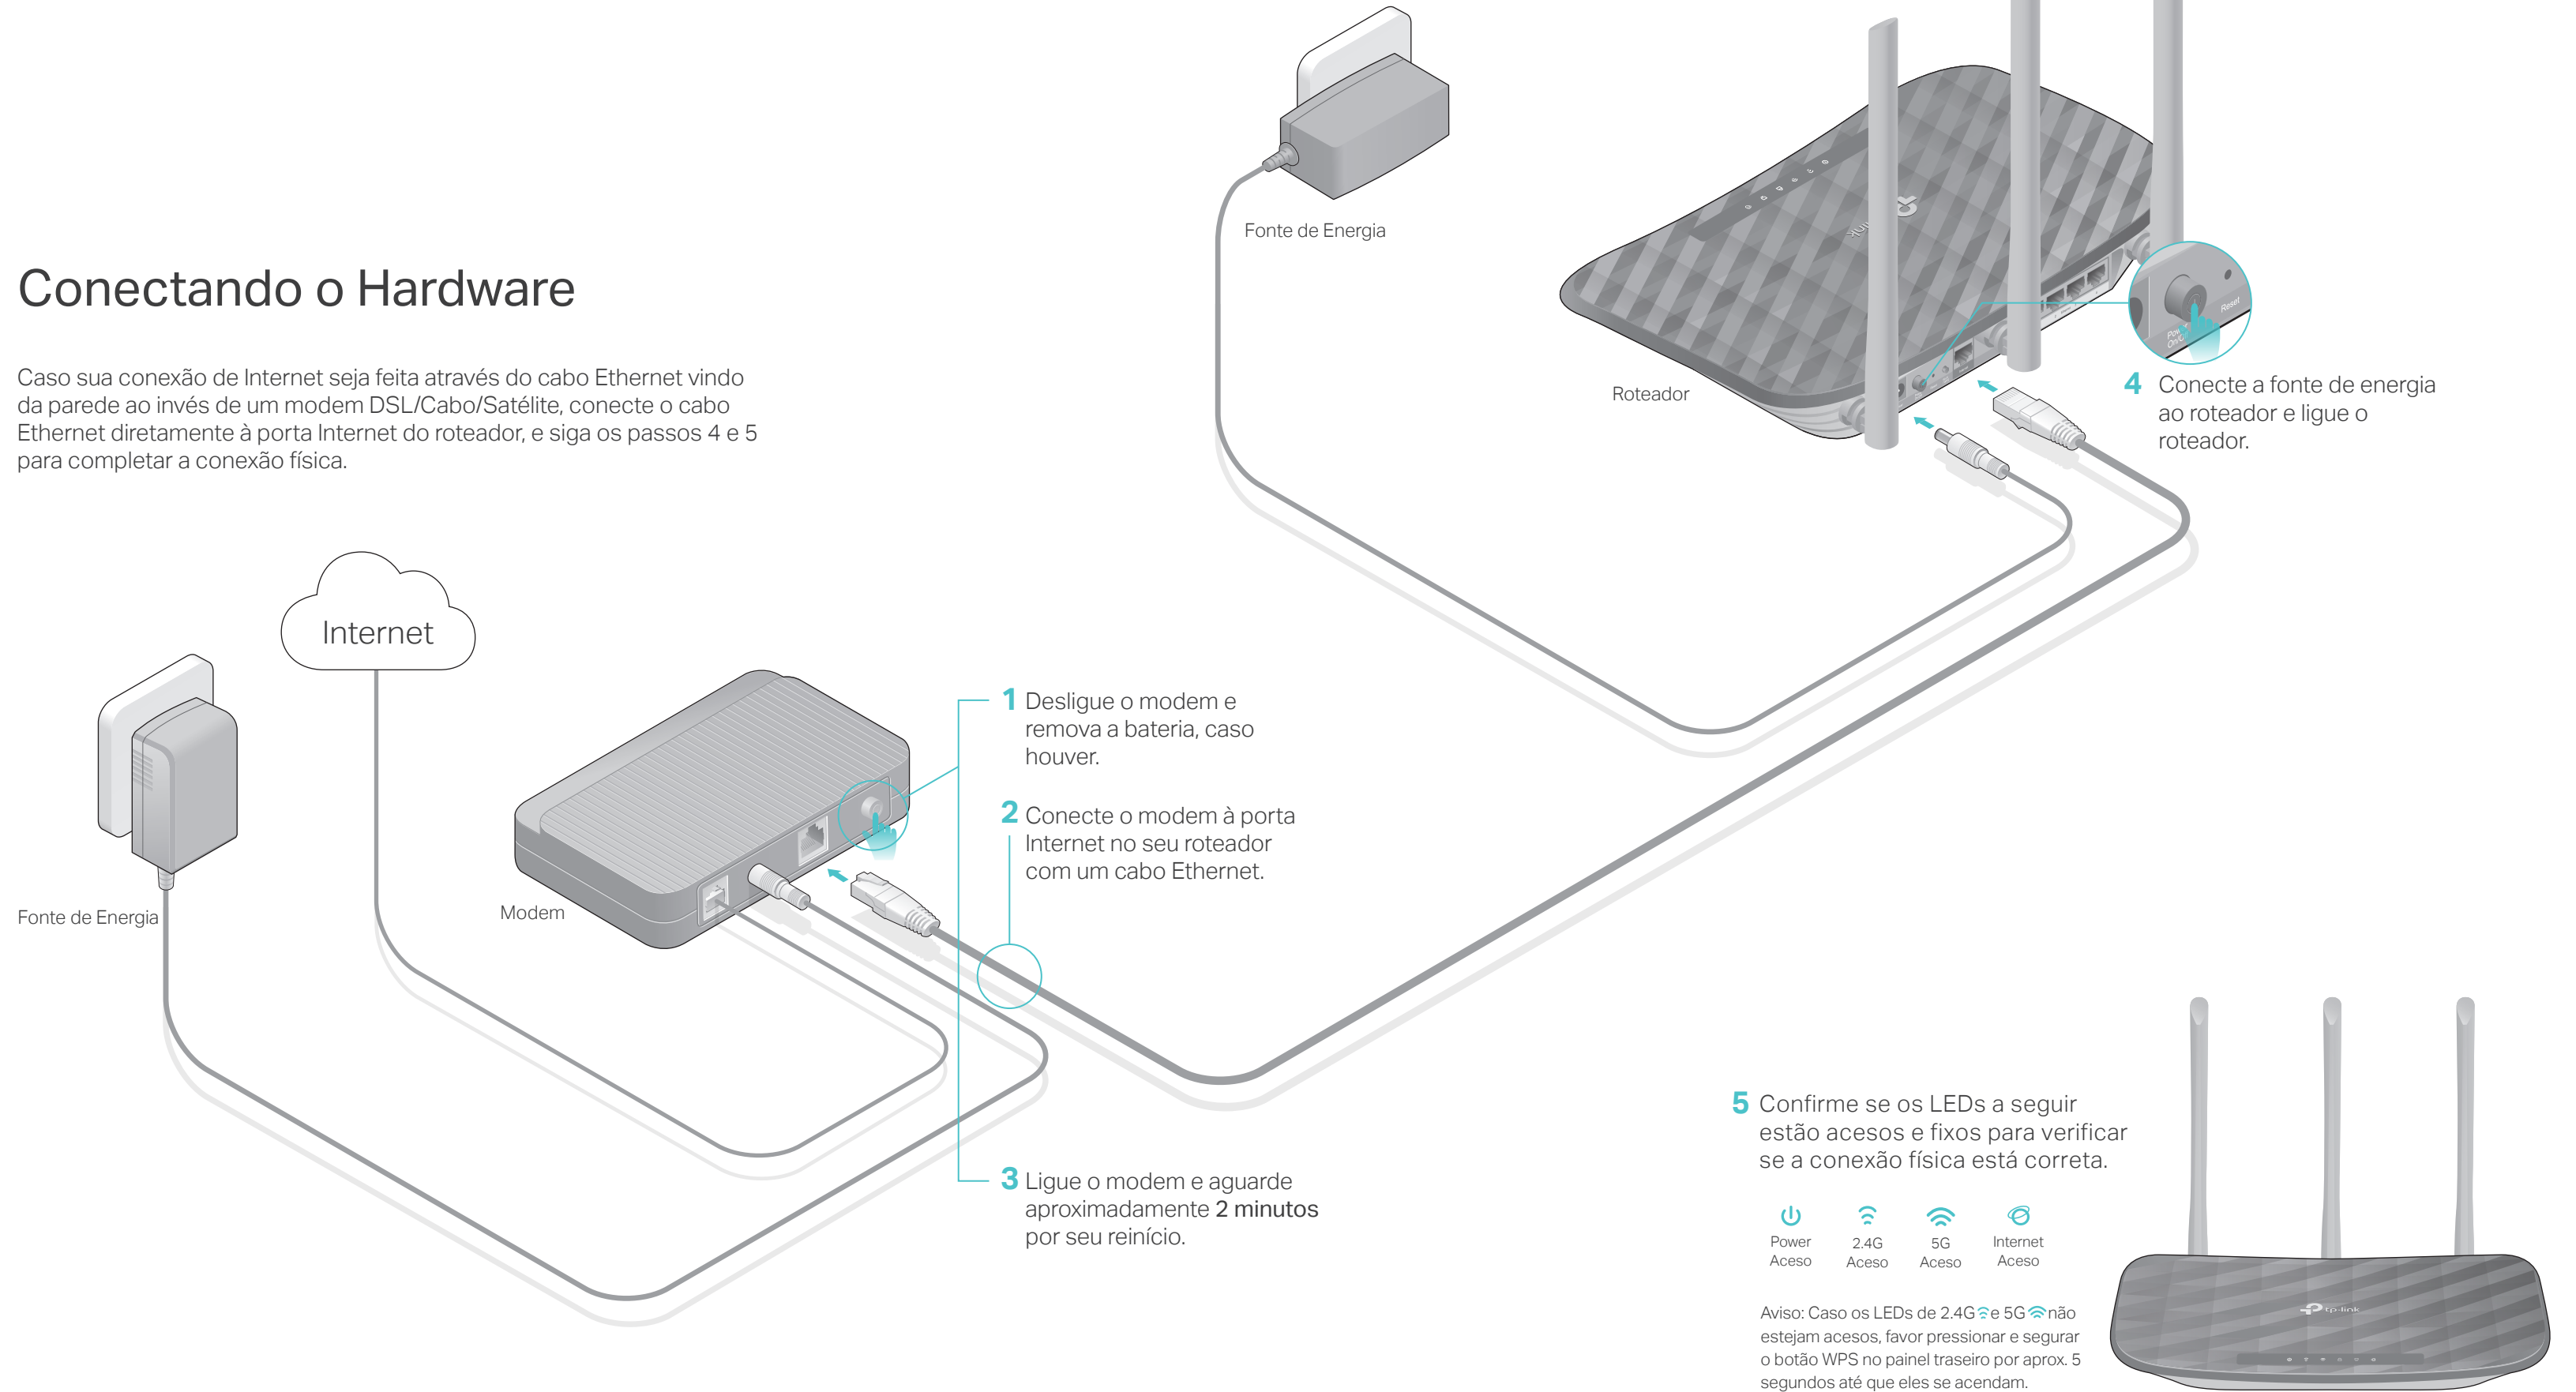 Conectando o Hardware
Caso sua conexão de Internet seja feita através do cabo Ethernet vindo
da parede ao invés de um modem DSL/Cabo/Satélite, conecte o cabo
Ethernet diretamente à porta Internet do roteador, e siga os passos 4 e 5
para completar a conexão física.
Fonte de Energia
Roteador
Reset
4 Conecte a fonte de energia
ao roteador e ligue o
roteador.
Internet
Fonte de Energia
Modem
1 Desligue o modem e
remova a bateria, caso
houver.
2 Conecte o modem à porta
Internet no seu roteador
com um cabo Ethernet.
3 Ligue o modem e aguarde
aproximadamente 2 minutos
por seu reinício.
5 Confirme se os LEDs a seguir
estão acesos e fixos para verificar
se a conexão física está correta.
Power 2.4G 5G Internet
Aceso Aceso Aceso Aceso
Aviso: Caso os LEDs de 2.4G e 5G não
estejam acesos, favor pressionar e segurar
o botão WPS no painel traseiro por aprox. 5
segundos até que eles se acendam.
tp-link